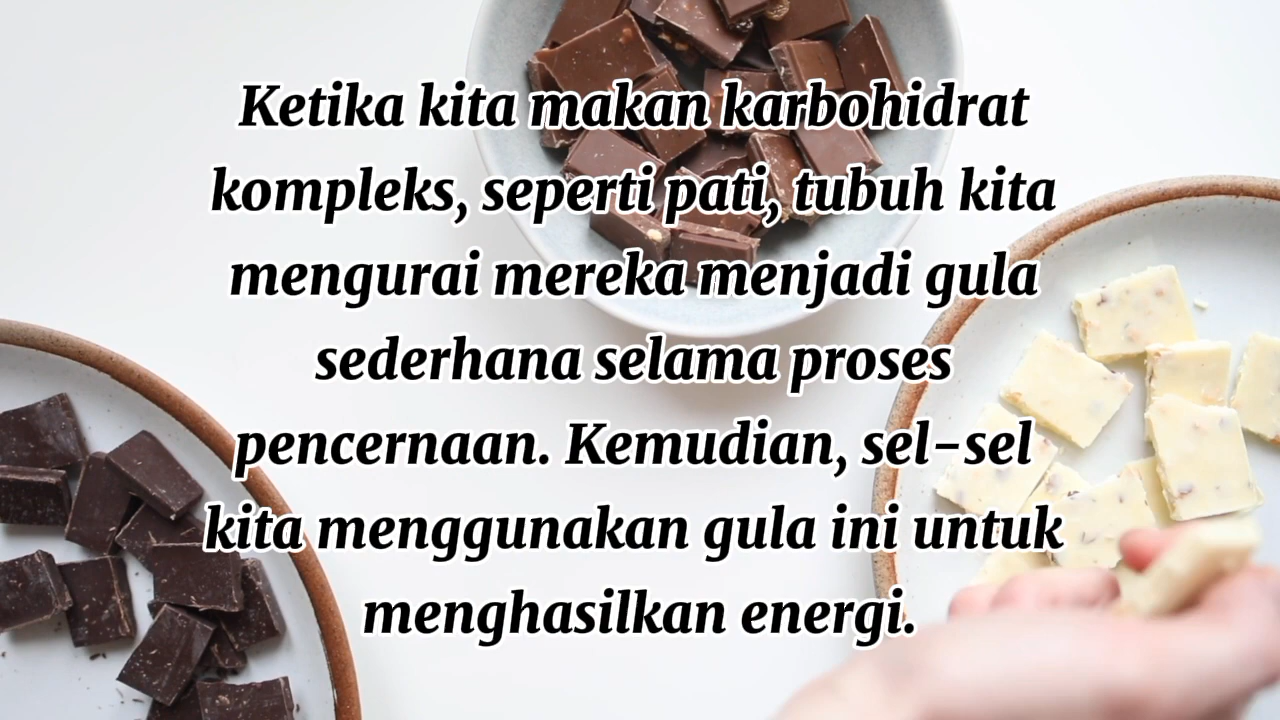 Ketika kita makan karbohidrat
kompleks, seperti pati, tubuh kita
mengurai mereka menjadi gula
sederhana selama proses
pencernaan. Kemudian, sel-sel
kita menggunakan gula ini untuk
menghasilkan energi.